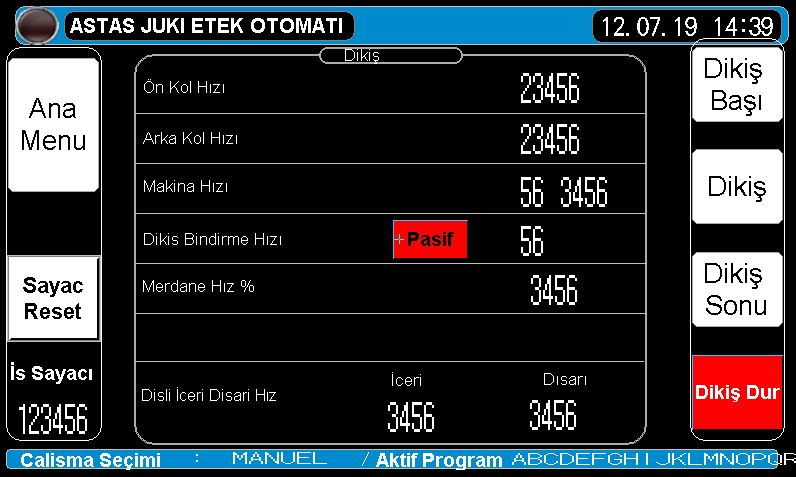 ASTAS JUKI ETEK OTOMATI
12.07.19 14:39
Ana
Menu
Sayac
Reset
İs Sayacı
123456
Dikiş
Ön Kol Hızı 23456
Arka Kol Hızı 23456
Makina Hızı 56 3456
Dikis Bindirme Hızı Pasif 56
Merdane Hız % 3456
İceri Dısarı
Disli İceri Disari Hız 3456 3456
Dikiş
Başı
Dikiş
Dikiş
Sonu
Dikiş Dur
Calisma Seçimi : MANUEL / Aktif Program ABCDEFGHIJKLMNOPQR